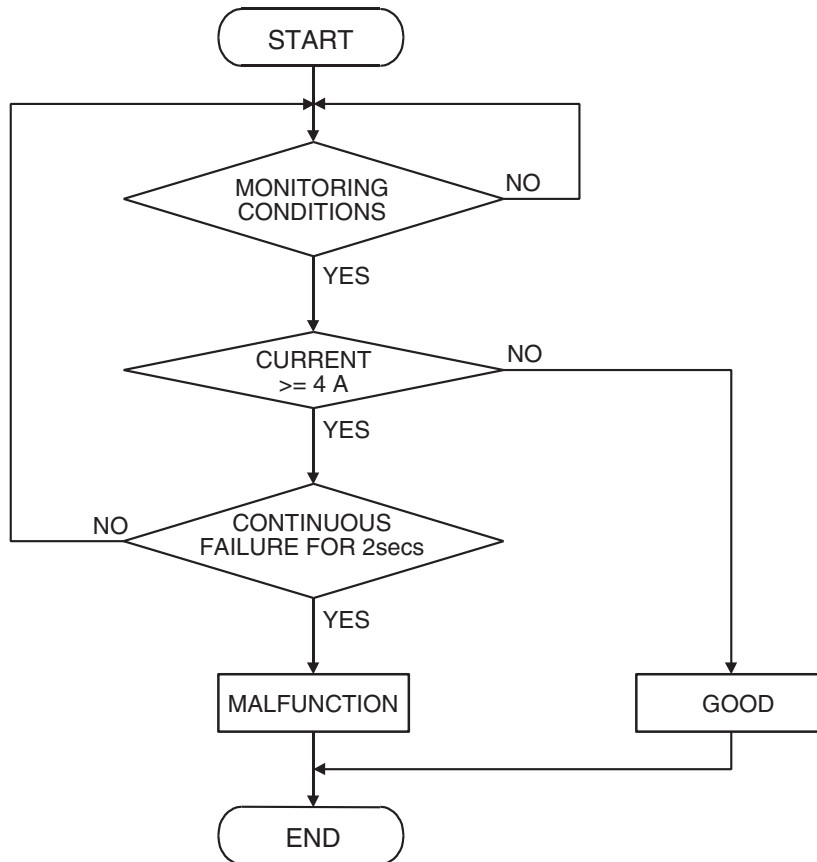 START
MONITORING
CONDITIONS
NO
YES
CURRENT
>= 4 A
NO
YES
NO
CONTINUOUS
FAILURE FOR 2secs
YES
MALFUNCTION
GOOD
END